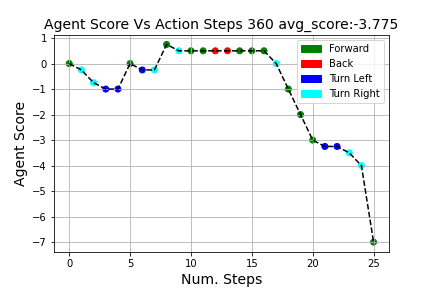 Agent Score Vs Action Steps 360 avg_score:-3.775
1
0
−1
−2
−3
−4
−5
−6
−7
Agent Score
Forward
Back
Turn Left
Turn Right
0 5 10 15 20 25
Num. Steps